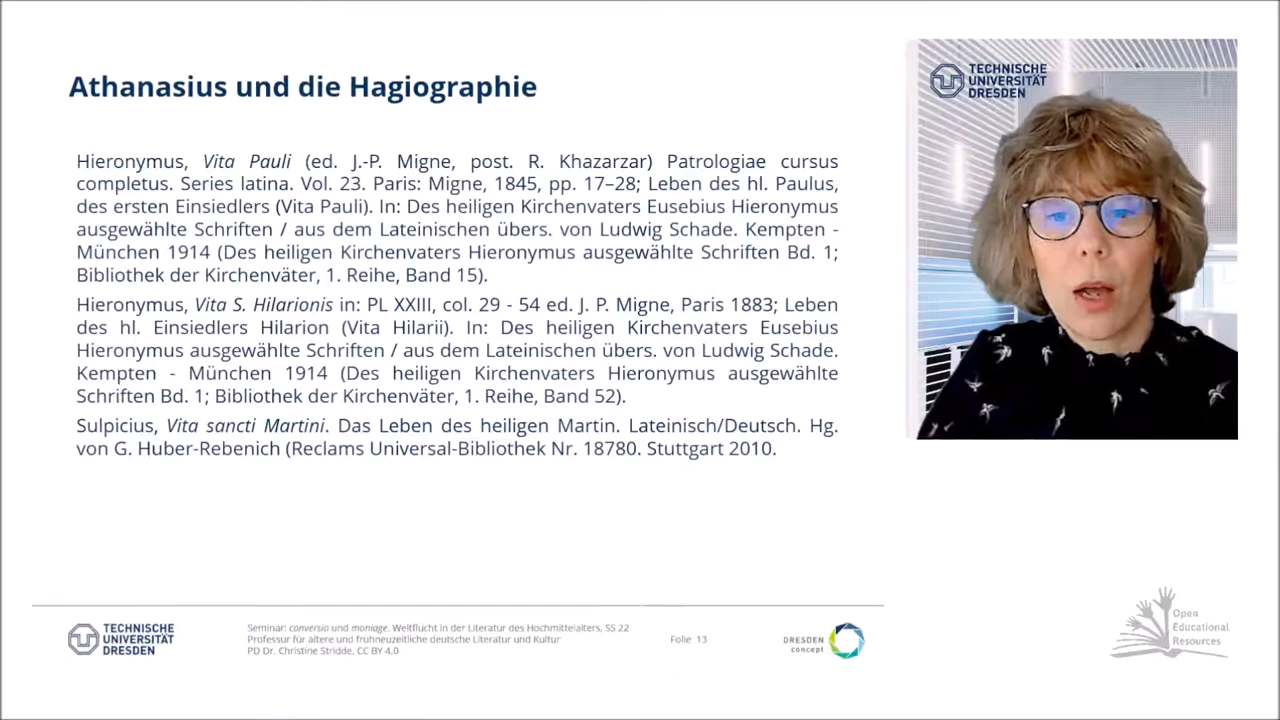 Athanasius und die Hagiographie
Hieronymus, Vita Pauli (ed. J.-P. Migne, post. R. Khazarzar) Patrologiae cursus
completus. Series latina. Vol. 23. Paris: Migne, 1845, pp. 17–28; Leben des hl. Paulus,
des ersten Einsiedlers (Vita Pauli). In: Des heiligen Kirchenvaters Eusebius Hieronymus
ausgewählte Schriften / aus dem Lateinischen übers. von Ludwig Schade. Kempten -
München 1914 (Des heiligen Kirchenvaters Hieronymus ausgewählte Schriften Bd. 1;
Bibliothek der Kirchenväter, 1. Reihe, Band 15).
Hieronymus, Vita S. Hilarionis in: PL XXIII, col. 29 - 54 ed. J. P. Migne, Paris 1883; Leben
des hl. Einsiedlers Hilarion (Vita Hilarii). In: Des heiligen Kirchenvaters Eusebius
Hieronymus ausgewählte Schriften / aus dem Lateinischen übers. von Ludwig Schade.
Kempten - München 1914 (Des heiligen Kirchenvaters Hieronymus ausgewählte
Schriften Bd. 1; Bibliothek der Kirchenväter, 1. Reihe, Band 52).
Sulpicius, Vita sancti Martini. Das Leben des heiligen Martin. Lateinisch/Deutsch. Hg.
von G. Huber-Rebenich (Reclams Universal-Bibliothek Nr. 18780. Stuttgart 2010.
TECHNISCHE
UNIVERSITÄT
DRESDEN
TECHNISCHE
UNIVERSITÄT
DRESDEN
Seminar: conversio und moniage. Weltflucht in der Literatur des Hochmittelalters, SS 22
Professur für ältere und frühneuzeitliche deutsche Literatur und Kultur
PD Dr. Christine Stridde, CC BY 4.0
Folie 13
DRESDEN
concept
Open
Educational
Resources